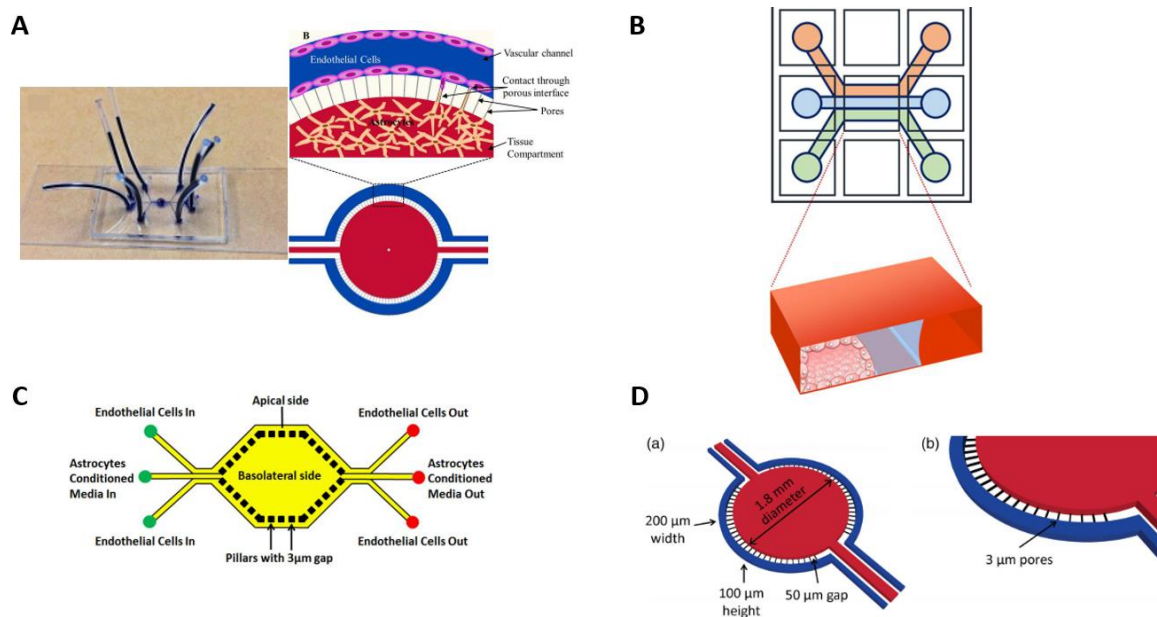 A
B
Endothelial Cells
Vascular channel
Contact through
porous interface
Pores
Astrocytes
Tissue
Compartment
B
C
Apical side
Endothelial Cells In
Endothelial Cells Out
Astrocytes
Conditioned
Media In
Basolateral side
Astrocytes
Conditioned
Media Out
Endothelial Cells In
Endothelial Cells Out
Pillars with 3µm gap
D
(a)
(b)
1.8 mm
diameter
200 µm
width
100 µm
height
50 µm gap
3 µm pores